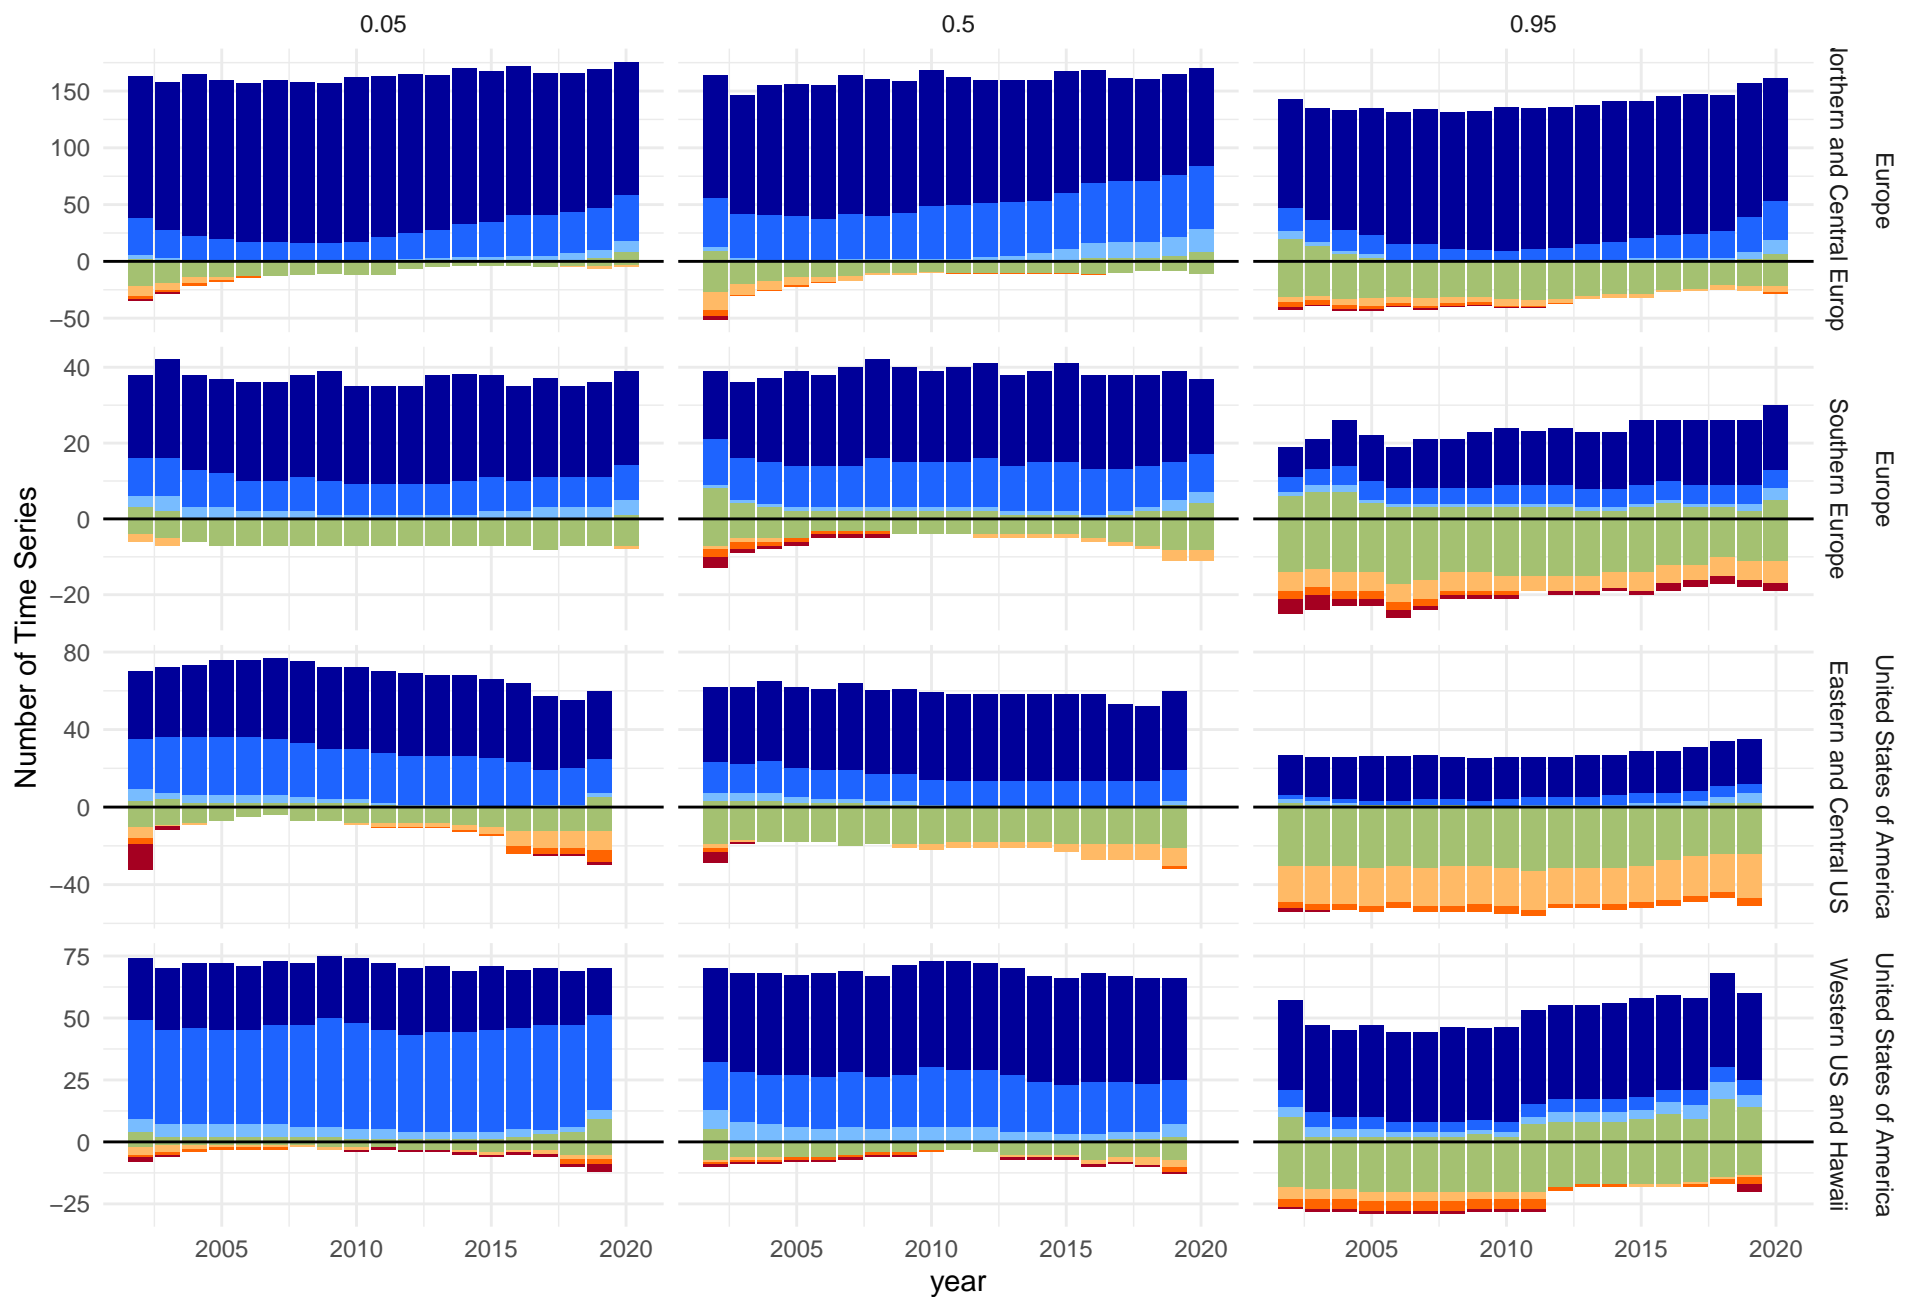 0.05 0.5 0.95
150
100
50
0
−50
orthern and Central Europ
Europe
40
20
0
−20
Southern Europe
Europe
80
40
0
−40
Eastern and Central US
United States of America
75
50
25
0
−25
Western US and Hawaii
United States of America
Number of Time Series
2005 2010 2015 2020 2005 2010 2015 2020 2005 2010 2015 2020
year